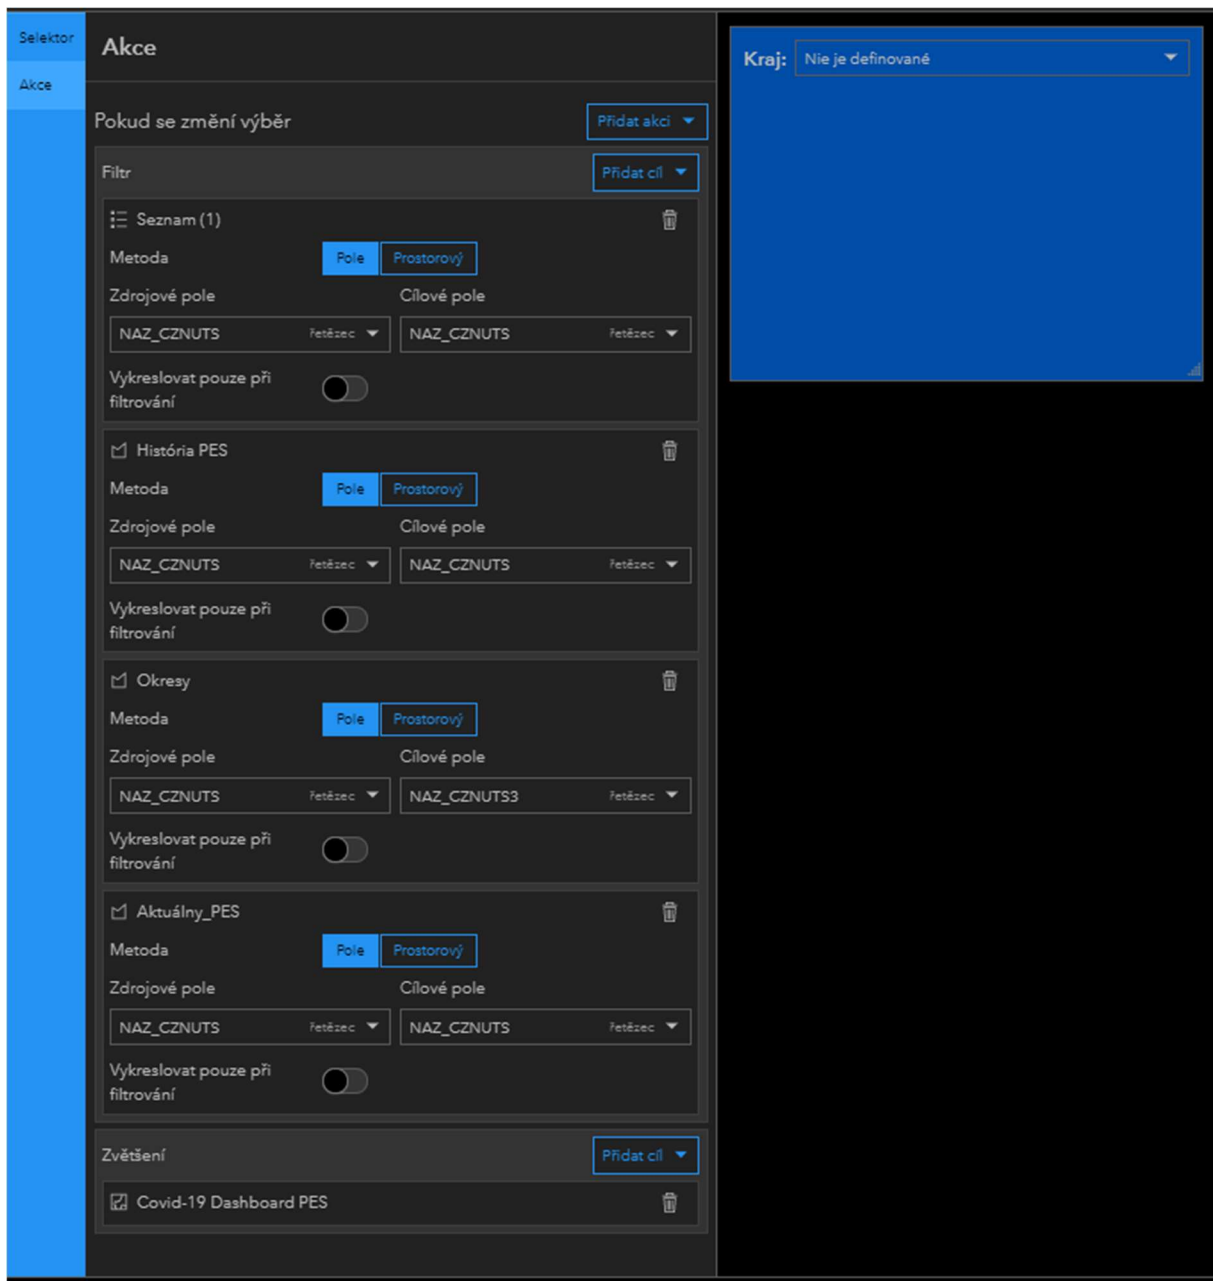 Selektor
Akce
Akce
Pokud se změní výběr
Přidat akci
Filtr
Přidat cíl
Seznam (1)
Metoda
Pole
Prostorový
Zdrojové pole
Cílové pole
NAZ_CZNUTS
řetězec
NAZ_CZNUTS
řetězec
Vykreslovat pouze při
filtrování
História PES
Metoda
Pole
Prostorový
Zdrojové pole
Cílové pole
NAZ_CZNUTS
řetězec
NAZ_CZNUTS
řetězec
Vykreslovat pouze při
filtrování
Okresy
Metoda
Pole
Prostorový
Zdrojové pole
Cílové pole
NAZ_CZNUTS
řetězec
NAZ_CZNUTS3
řetězec
Vykreslovat pouze při
filtrování
Aktuálny_PES
Metoda
Pole
Prostorový
Zdrojové pole
Cílové pole
NAZ_CZNUTS
řetězec
NAZ_CZNUTS
řetězec
Vykreslovat pouze při
filtrování
Zvětšení
Přidat cíl
Covid-19 Dashboard PES
Kraj:
Nie je definované